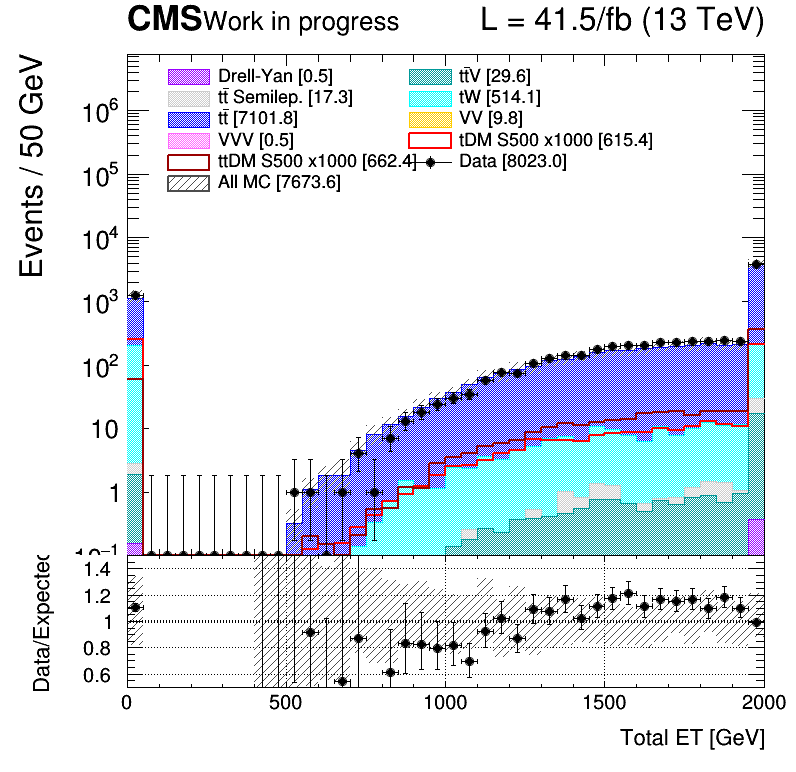 CMS Work in progress L = 41.5/fb (13 TeV)
Events / 50 GeV
Drell-Yan [0.5] tt̄V [29.6]
tt̄ Semilep. [17.3] tW [514.1]
tt̄ [7101.8] VV [9.8]
VVV [0.5] tDM S500 x1000 [615.4]
ttDM S500 x1000 [662.4] Data [8023.0]
All MC [7673.6]
10⁶
10⁵
10⁴
10³
10²
10
1
10⁻¹
Data/Expected
1.4
1.2
1
0.8
0.6
0 500 1000 1500 2000
Total ET [GeV]